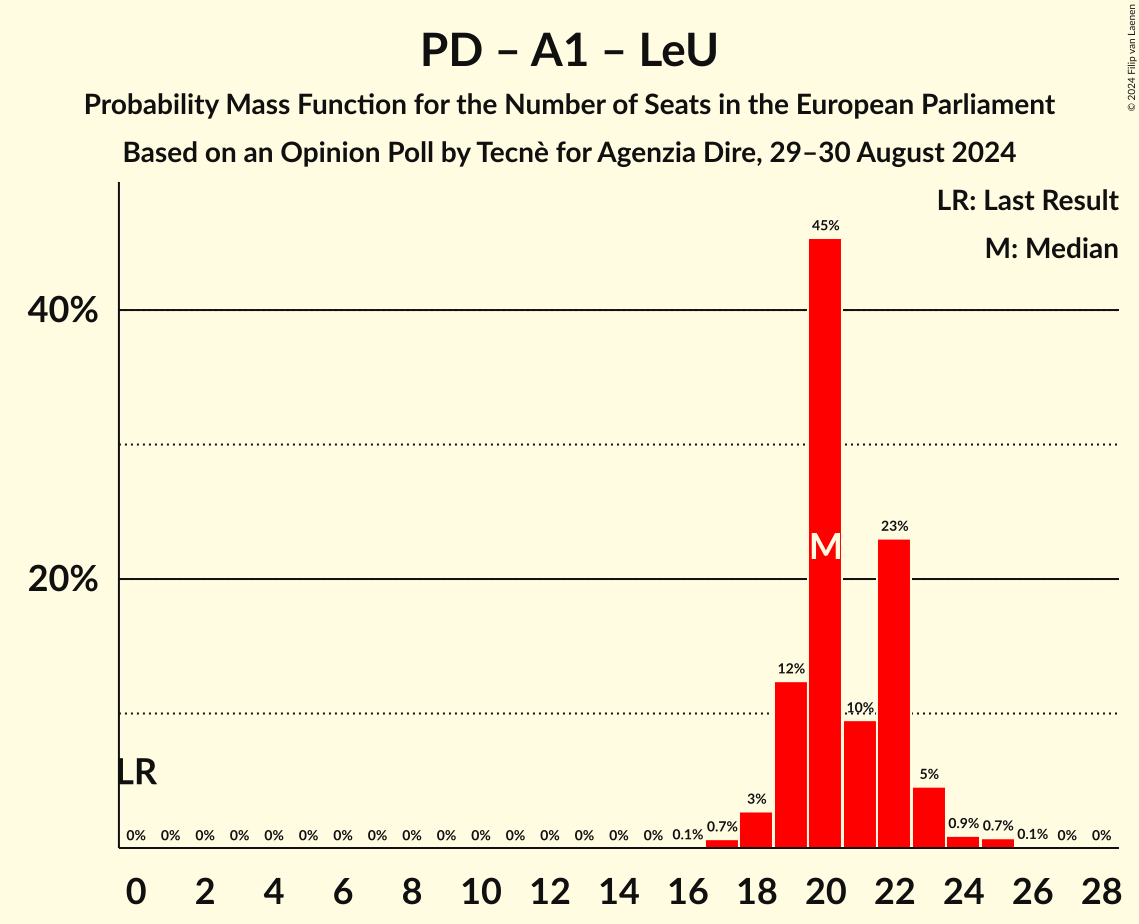 PD – A1 – LeU
Probability Mass Function for the Number of Seats in the European Parliament
Based on an Opinion Poll by Tecnè for Agenzia Dire, 29–30 August 2024
© 2024 Filip van Laenen
LR: Last Result
M: Median
45%
40%
23%
M
20%
12%
10%
LR
5%
3%
0% 0% 0% 0% 0% 0% 0% 0% 0% 0% 0% 0% 0% 0% 0% 0% 0.1% 0.7% 0.9% 0.7% 0.1% 0% 0%
0 2 4 6 8 10 12 14 16 18 20 22 24 26 28